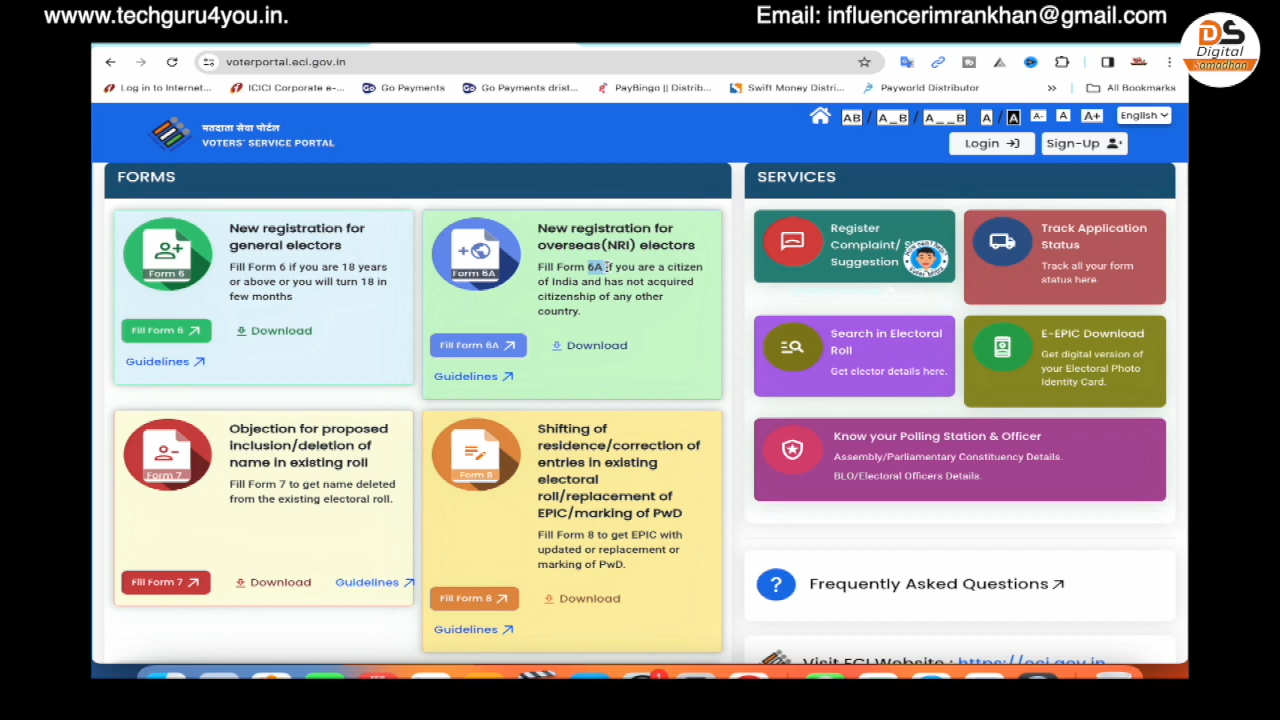 www.techguru4you.in.
Email: influencerimrankhan@gmail.com
DS
Digital
Samadhan
voterportal.eci.gov.in
Log in to Internet...
ICICI Corporate e-...
Go Payments
Go Payments drist...
PayBingo || Distrib...
Swift Money Distri...
Payworld Distributor
»
All Bookmarks
मतदाता सेवा पोर्टल
VOTERS' SERVICE PORTAL
AB / A_B / A__B
A / A
A- A A+
English
Login
Sign-Up
FORMS
Form 6
New registration for
general electors
Fill Form 6 if you are 18 years
or above or you will turn 18 in
few months
Fill Form 6
Download
Guidelines
Form 6A
New registration for
overseas(NRI) electors
Fill Form 6A if you are a citizen
of India and has not acquired
citizenship of any other
country.
Fill Form 6A
Download
Guidelines
Form 7
Objection for proposed
inclusion/deletion of
name in existing roll
Fill Form 7 to get name deleted
from the existing electoral roll.
Fill Form 7
Download
Guidelines
Form 8
Shifting of
residence/correction of
entries in existing
electoral
roll/replacement of
EPIC/marking of PwD
Fill Form 8 to get EPIC with
updated or replacement or
marking of PwD.
Fill Form 8
Download
Guidelines
SERVICES
Register
Complaint/
Suggestion
Track Application
Status
Track all your form
status here.
Search in Electoral
Roll
Get elector details here.
E-EPIC Download
Get digital version of
your Electoral Photo
Identity Card.
Know your Polling Station & Officer
Assembly/Parliamentary Constituency Details.
BLO/Electoral Officers Details.
?
Frequently Asked Questions
Visit ECI Website : https://eci.gov.in
1